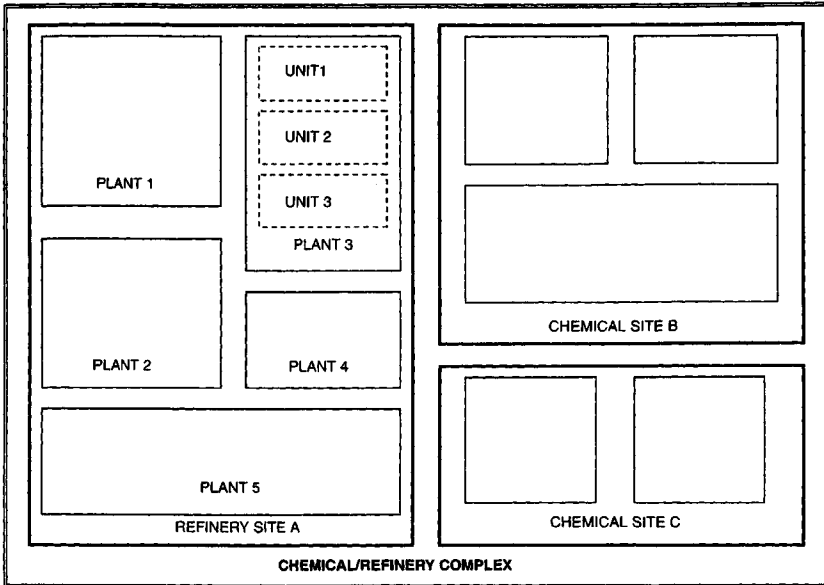 PLANT 1
UNIT1
UNIT 2
UNIT 3
PLANT 3
PLANT 2
PLANT 4
PLANT 5
REFINERY SITE A
CHEMICAL SITE B
CHEMICAL SITE C
CHEMICAL/REFINERY COMPLEX